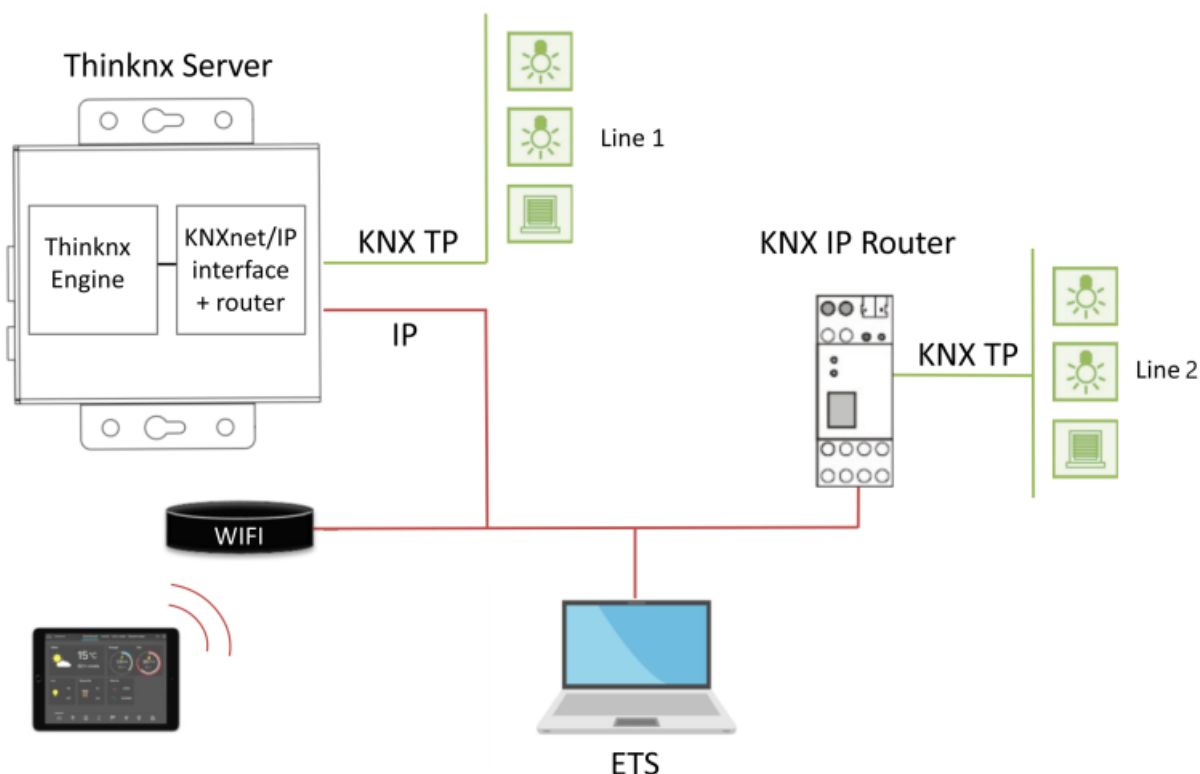 Thinknx Server
Line 1
Thinknx
Engine
KNXnet/IP
interface
+ router
KNX TP
IP
KNX IP Router
KNX TP
Line 2
WIFI
15 °C
ETS